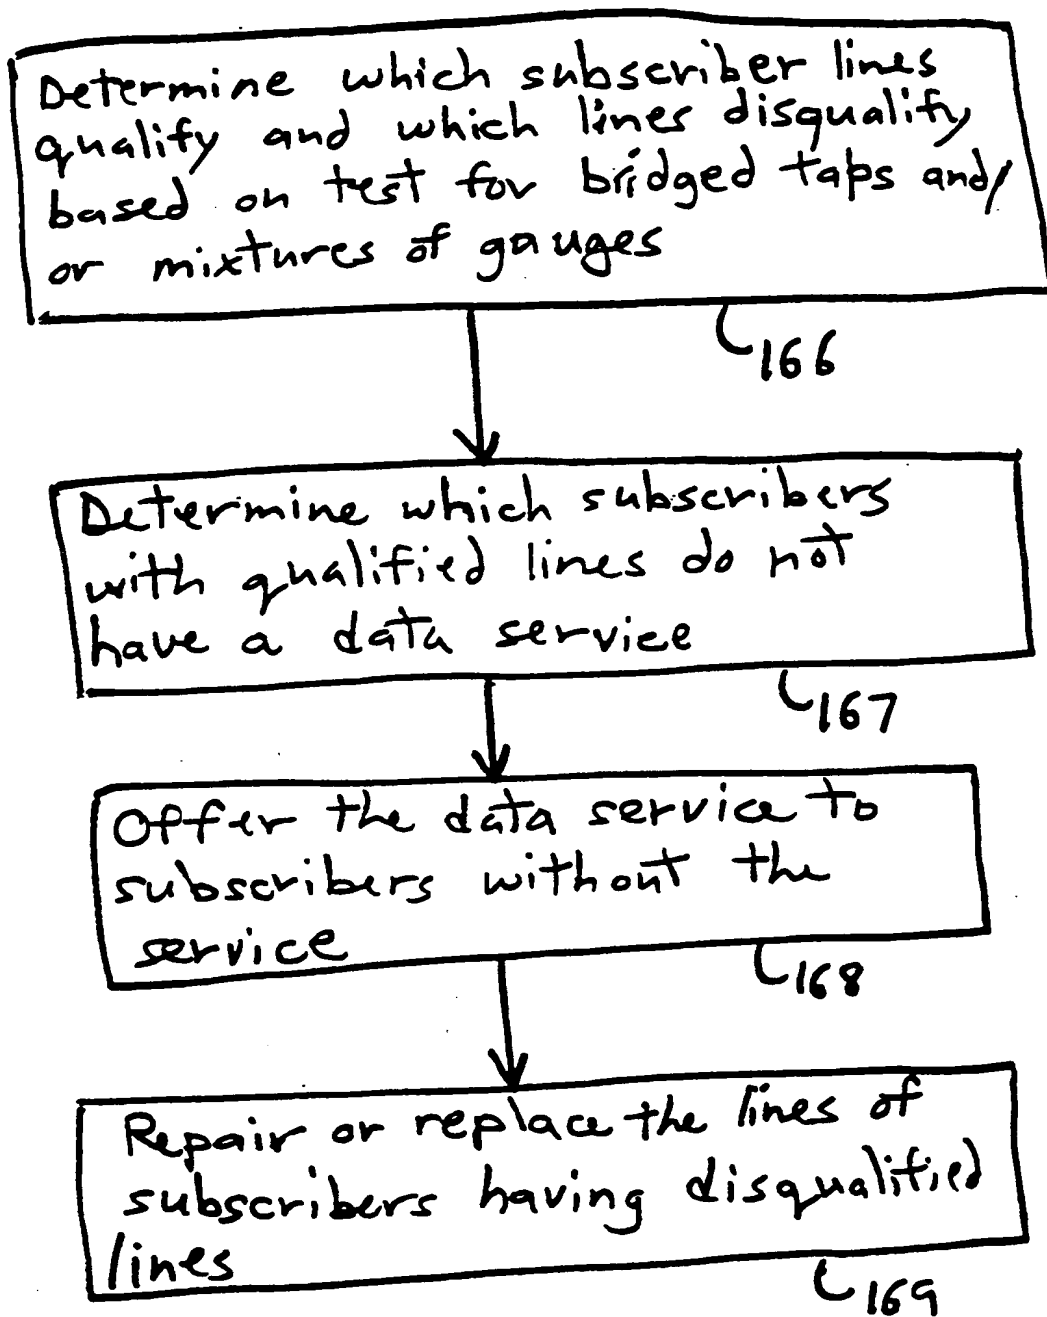 Determine which subscriber lines
qualify and which lines disqualify
based on test for bridged taps and/
or mixtures of gauges
166
Determine which subscribers
with qualified lines do not
have a data service
167
Offer the data service to
subscribers without the
service
168
Repair or replace the lines of
subscribers having disqualified
lines
169